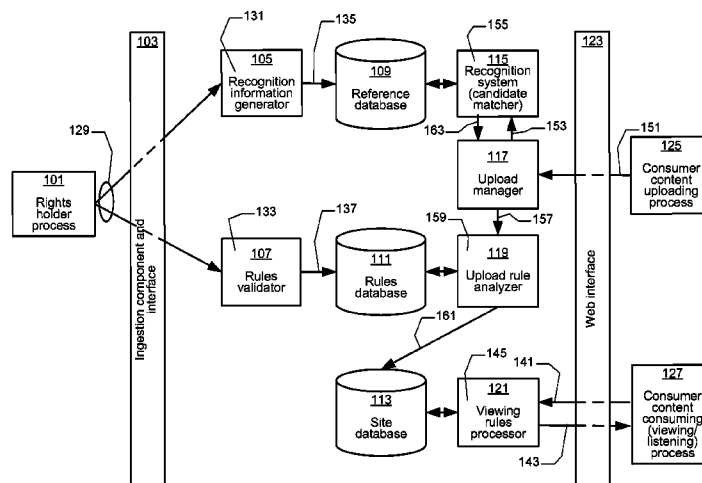 131
135
155
103
123
105
Recognition
information
generator
109
Reference
database
115
Recognition
system
(candidate
matcher)
163
153
151
129
117
Upload
manager
125
Consumer
content
uploading
process
101
Rights
holder
process
133
137
159
157
107
Rules
validator
111
Rules
database
119
Upload rule
analyzer
Ingestion component and
interface
Web interface
161
145
141
127
Consumer
content
consuming
(viewing/
listening)
process
113
Site
database
121
Viewing
rules
processor
143